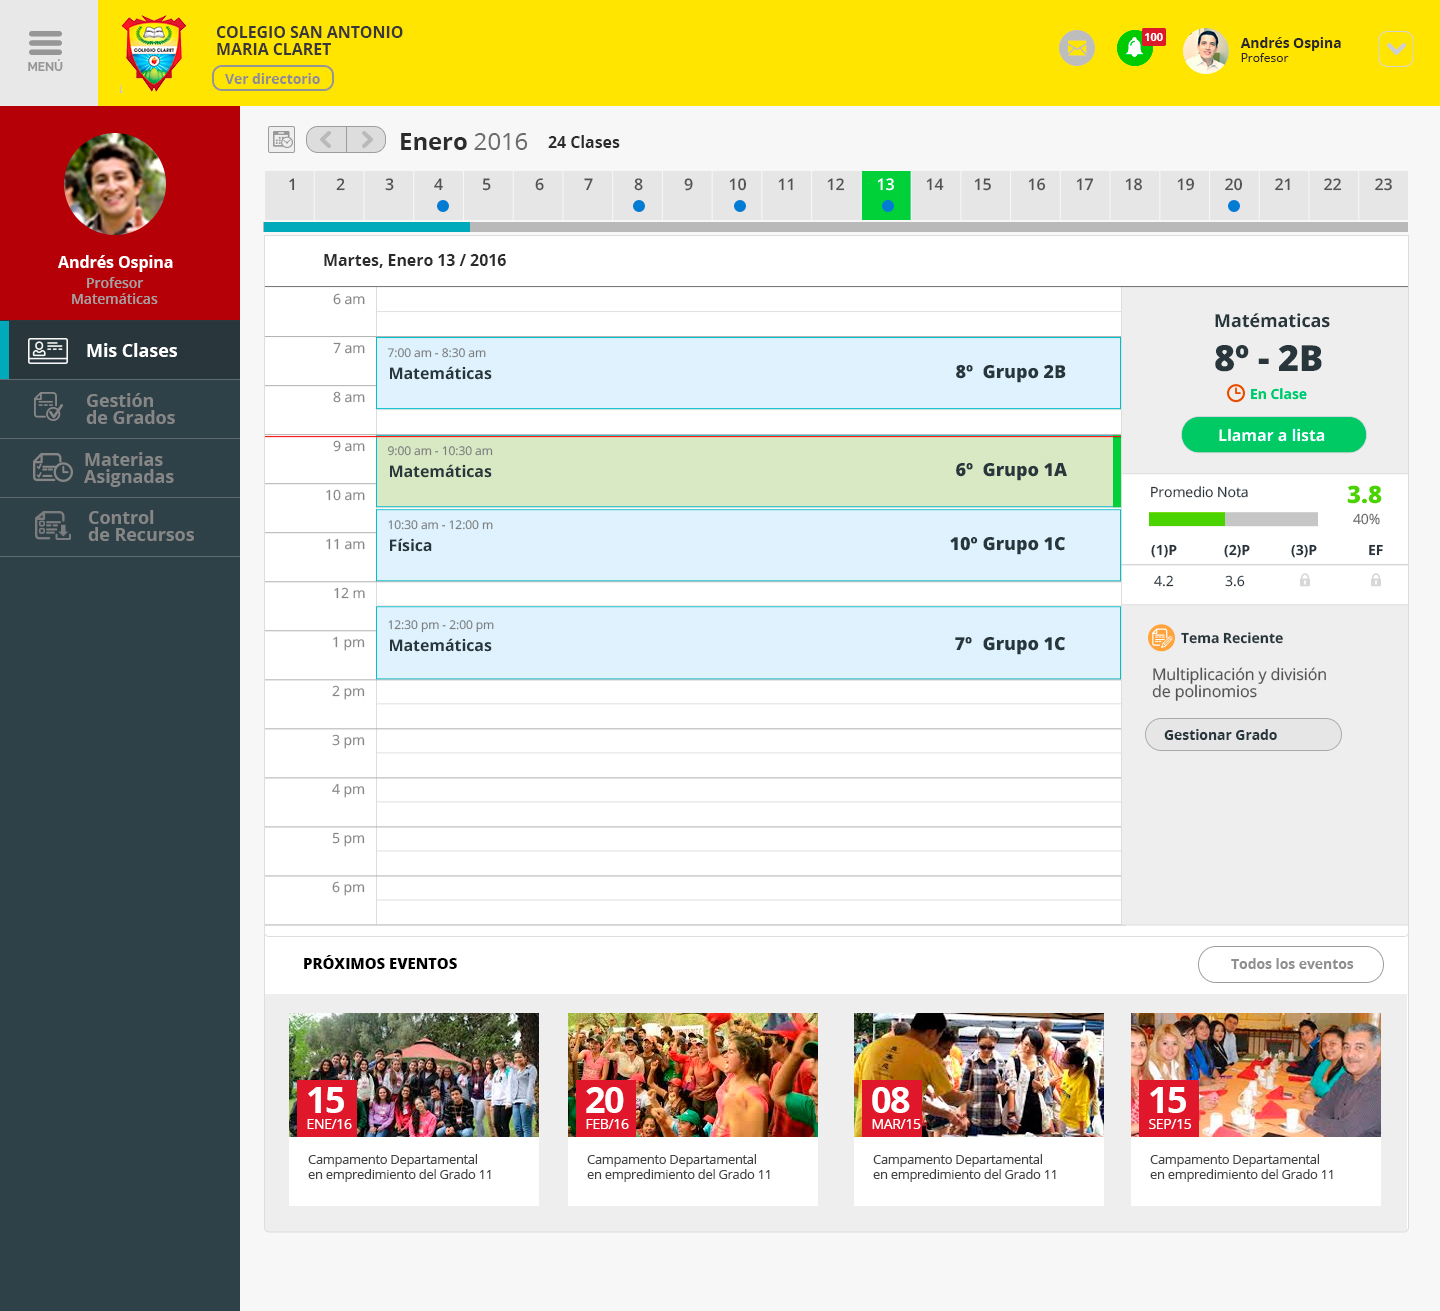 MENÚ
COLEGIO CLARET
COLEGIO SAN ANTONIO
MARIA CLARET
Ver directorio
100
Andrés Ospina
Profesor
Andrés Ospina
Profesor
Matemáticas
Mis Clases
Gestión
de Grados
Materias
Asignadas
Control
de Recursos
Enero 2016 24 Clases
1 2 3 4 5 6 7 8 9 10 11 12 13 14 15 16 17 18 19 20 21 22 23
Martes, Enero 13 / 2016
6 am
7 am
8 am
9 am
10 am
11 am
12 m
1 pm
2 pm
3 pm
4 pm
5 pm
6 pm
7:00 am - 8:30 am
Matemáticas 8º Grupo 2B
9:00 am - 10:30 am
Matemáticas 6º Grupo 1A
10:30 am - 12:00 m
Física 10º Grupo 1C
12:30 pm - 2:00 pm
Matemáticas 7º Grupo 1C
Matématicas
8º - 2B
En Clase
Llamar a lista
Promedio Nota 3.8
40%
(1)P (2)P (3)P EF
4.2 3.6
Tema Reciente
Multiplicación y división
de polinomios
Gestionar Grado
PRÓXIMOS EVENTOS
Todos los eventos
15
ENE/16
Campamento Departamental
en empredimiento del Grado 11
20
FEB/16
Campamento Departamental
en empredimiento del Grado 11
08
MAR/15
Campamento Departamental
en empredimiento del Grado 11
15
SEP/15
Campamento Departamental
en empredimiento del Grado 11